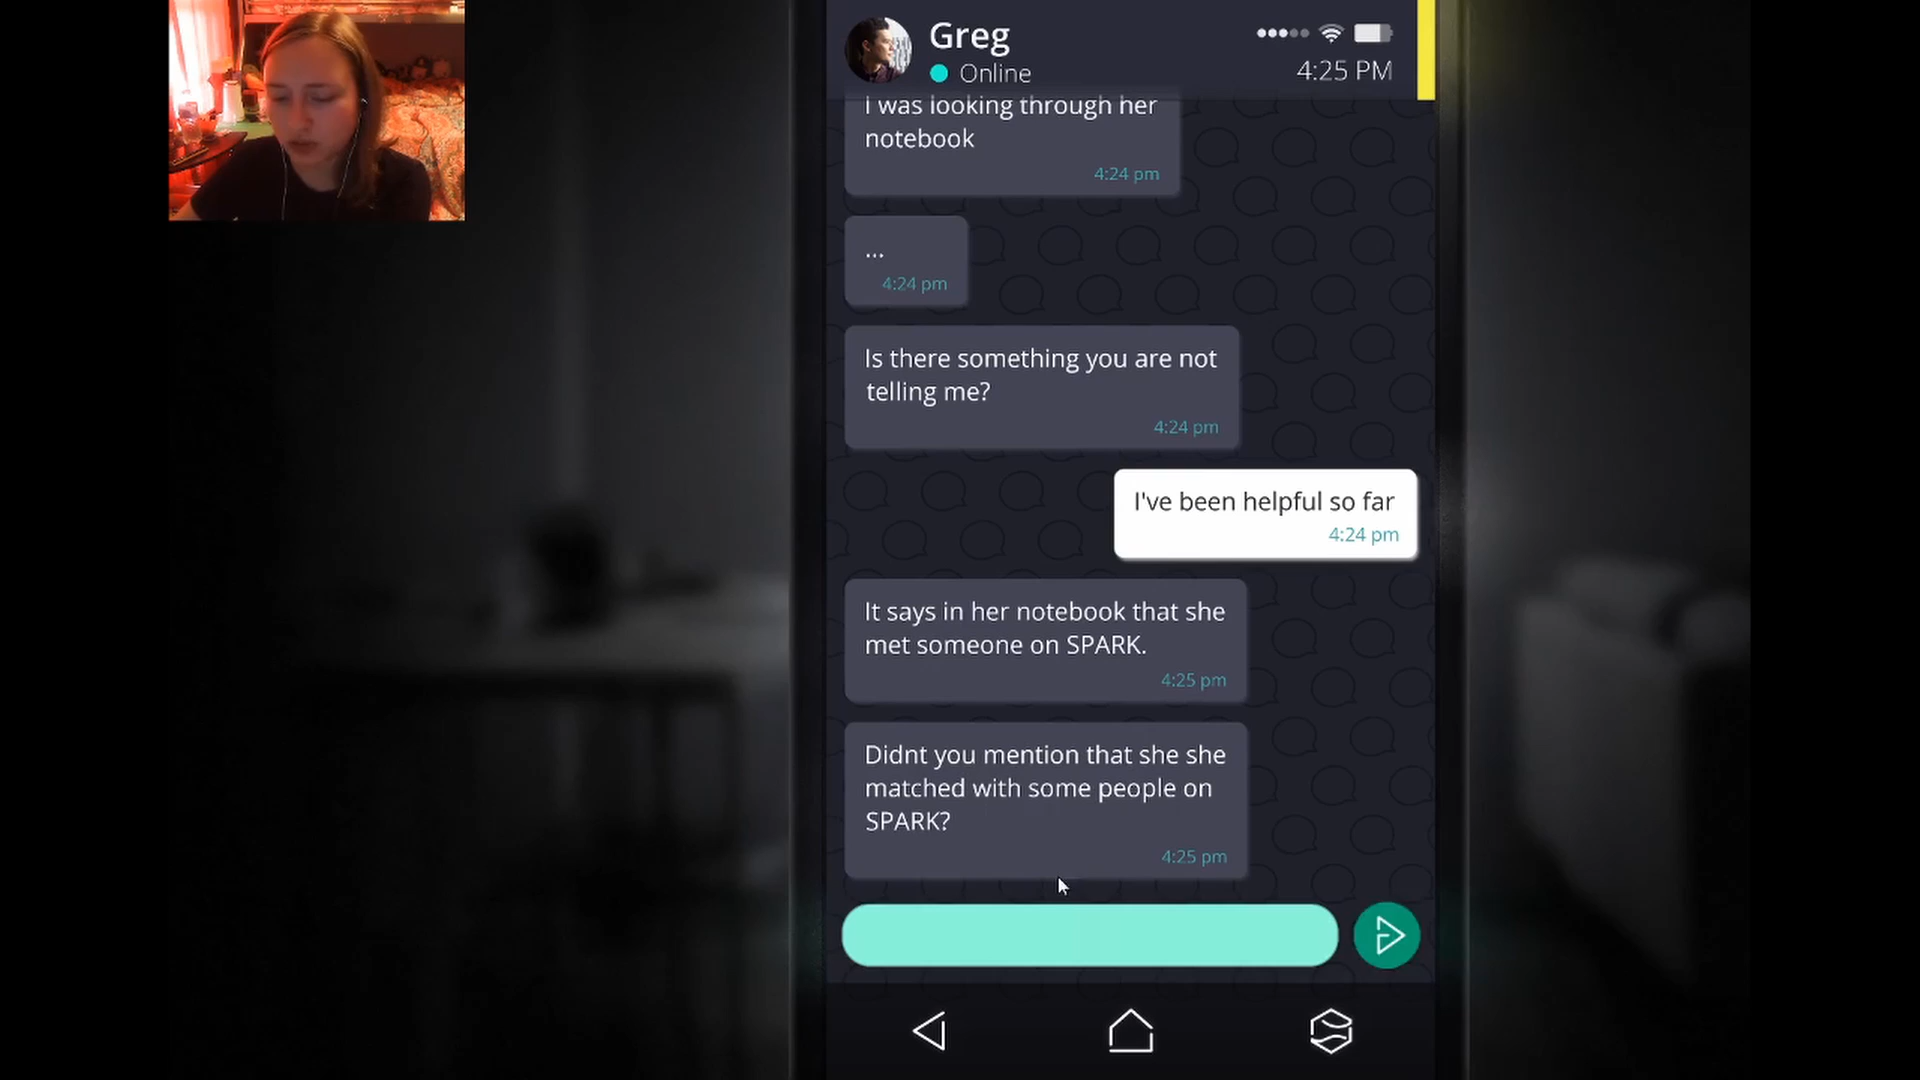 Greg
Online
4:25 PM
I was looking through her
notebook
4:24 pm
...
4:24 pm
Is there something you are not
telling me?
4:24 pm
I've been helpful so far
4:24 pm
It says in her notebook that she
met someone on SPARK.
4:25 pm
Didnt you mention that she she
matched with some people on
SPARK?
4:25 pm